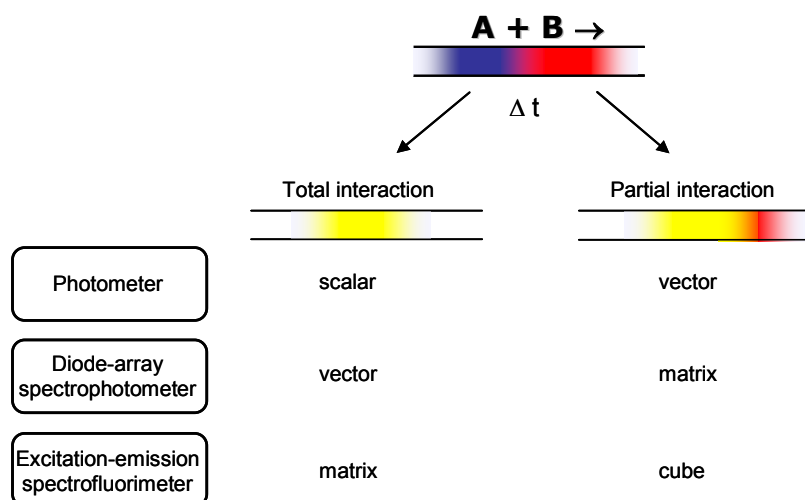 A + B →
Δ t
Total interaction
Partial interaction
Photometer
scalar
vector
Diode-array
spectrophotometer
vector
matrix
Excitation-emission
spectrofluorimeter
matrix
cube